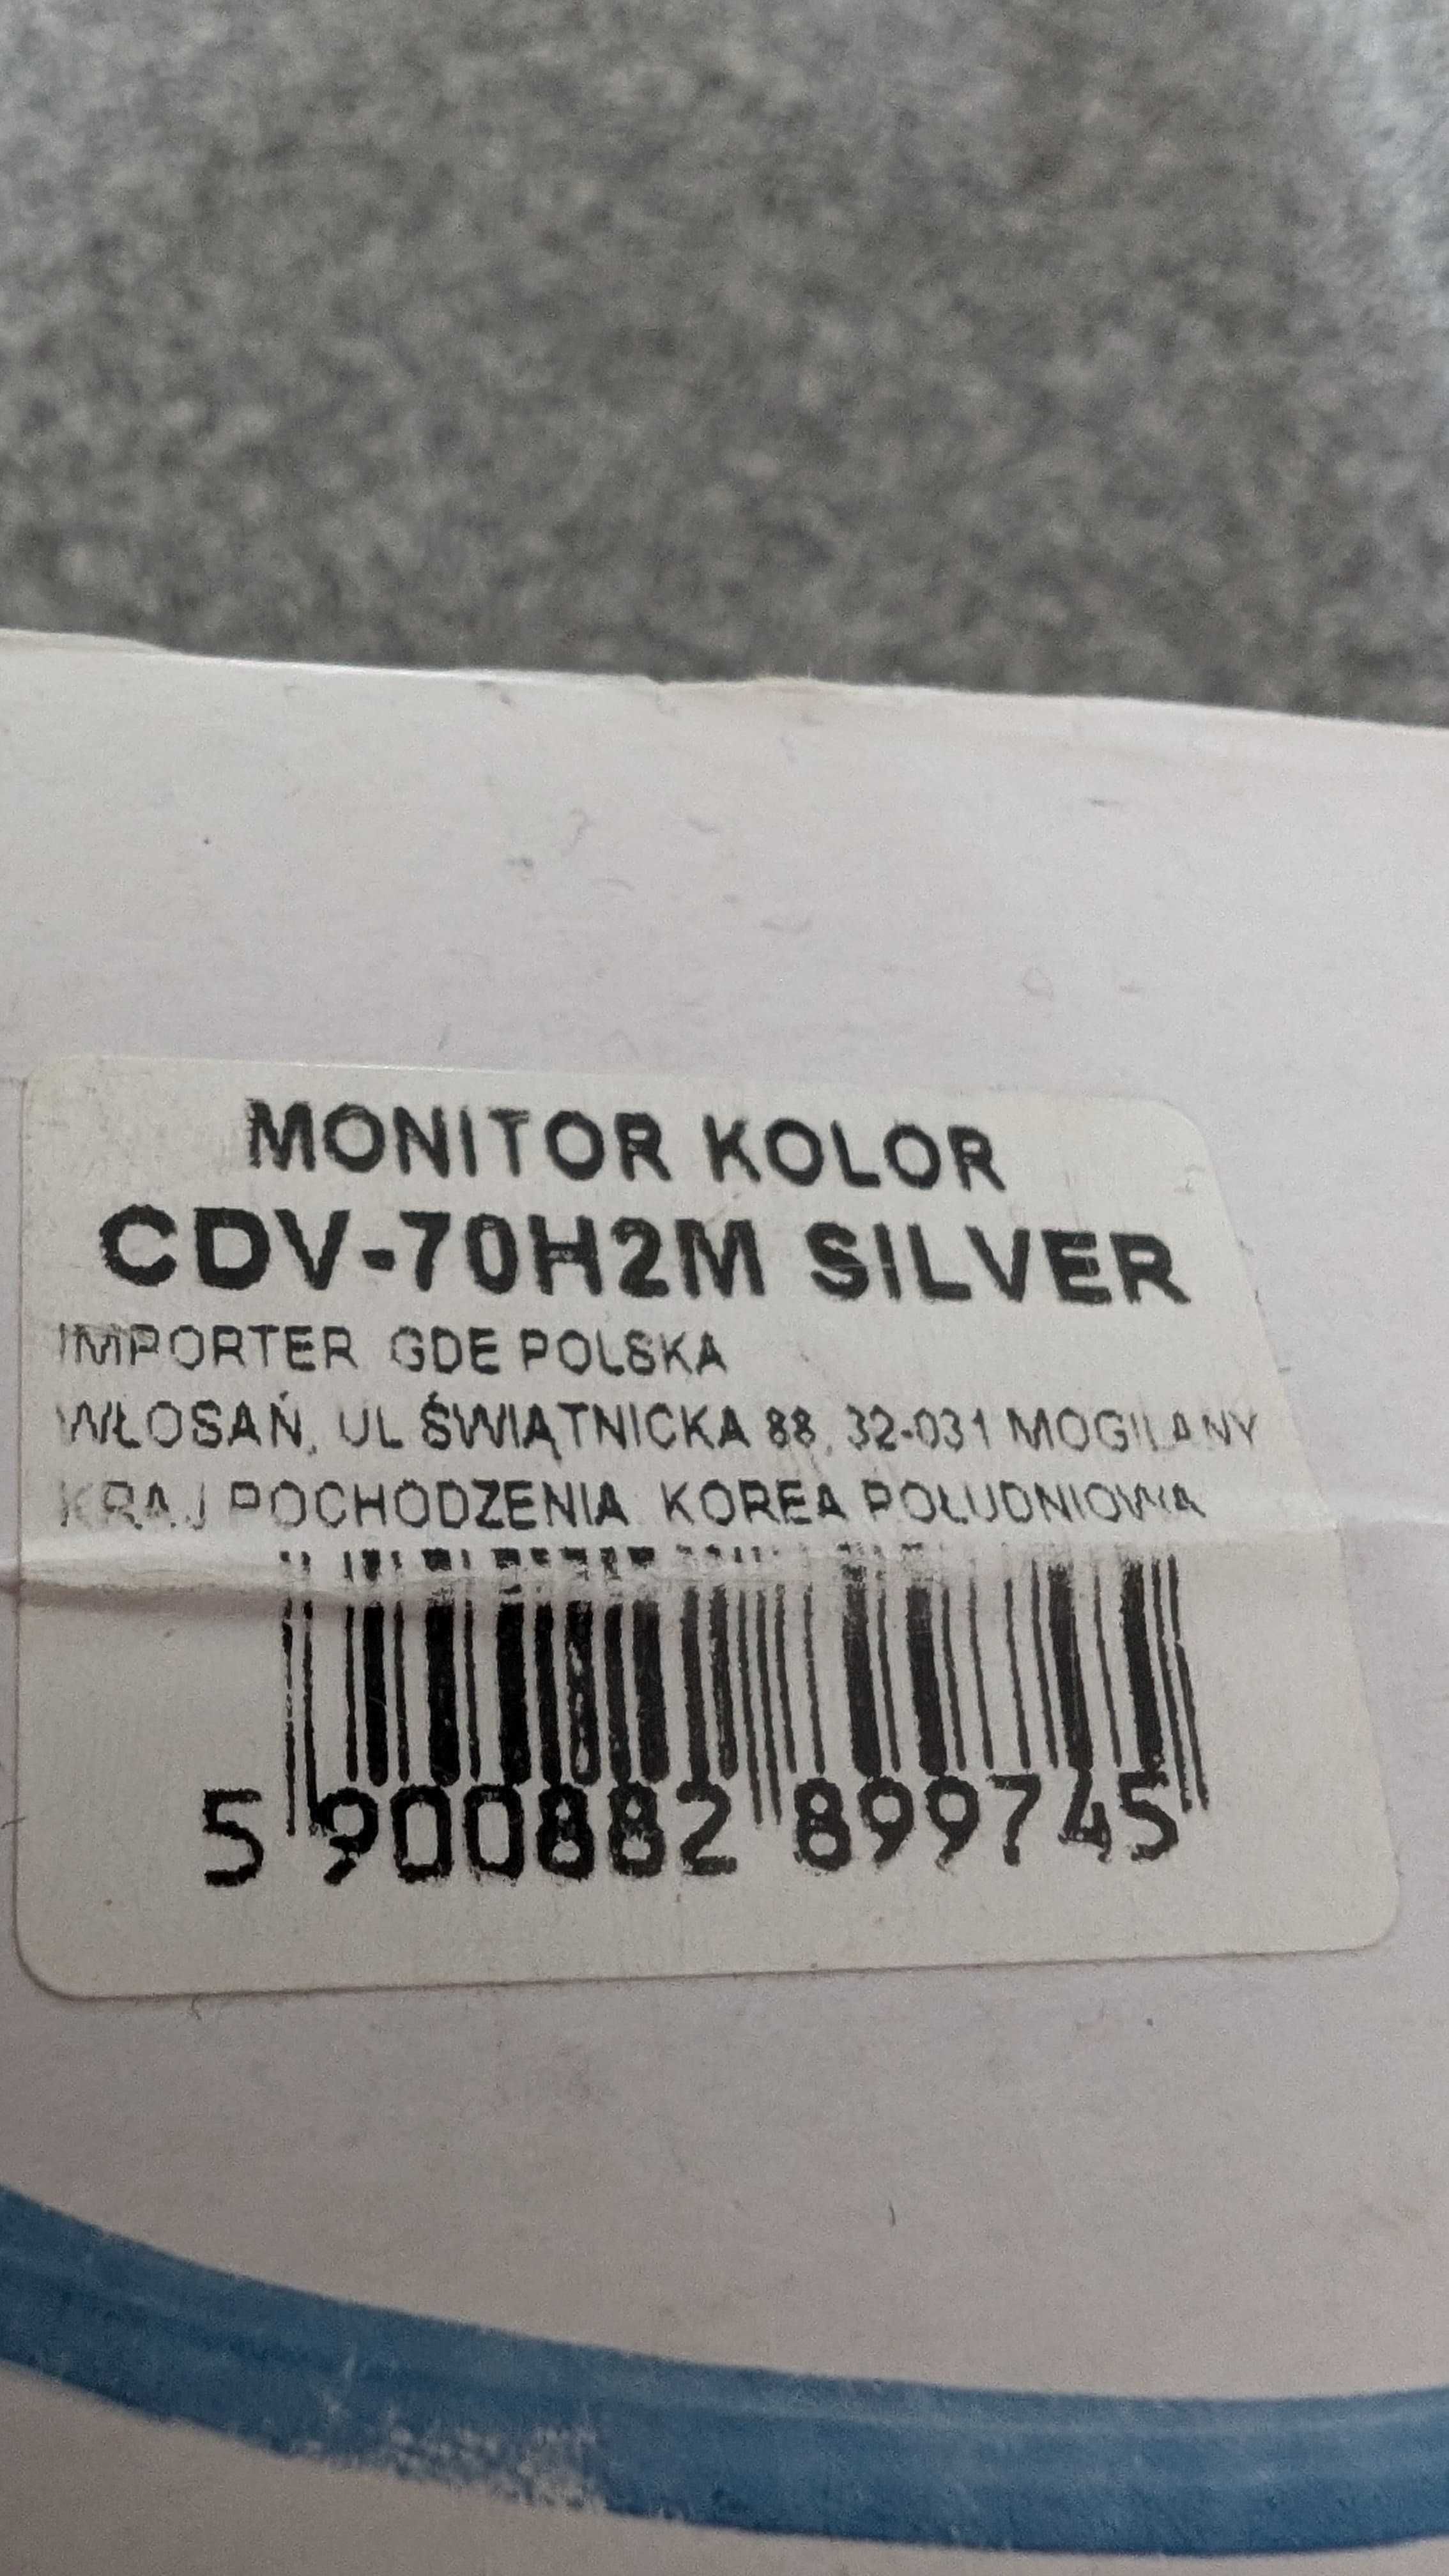 MONITOR KOLOR
CDV-70H2M SILVER
IMPORTER GDE POLSKA
WŁOSAŃ, UL ŚWIĄTNICKA 88, 32-031 MOGILANY
KRAJ POCHODZENIA KOREA POŁUDNIOWA
5 900882 899745